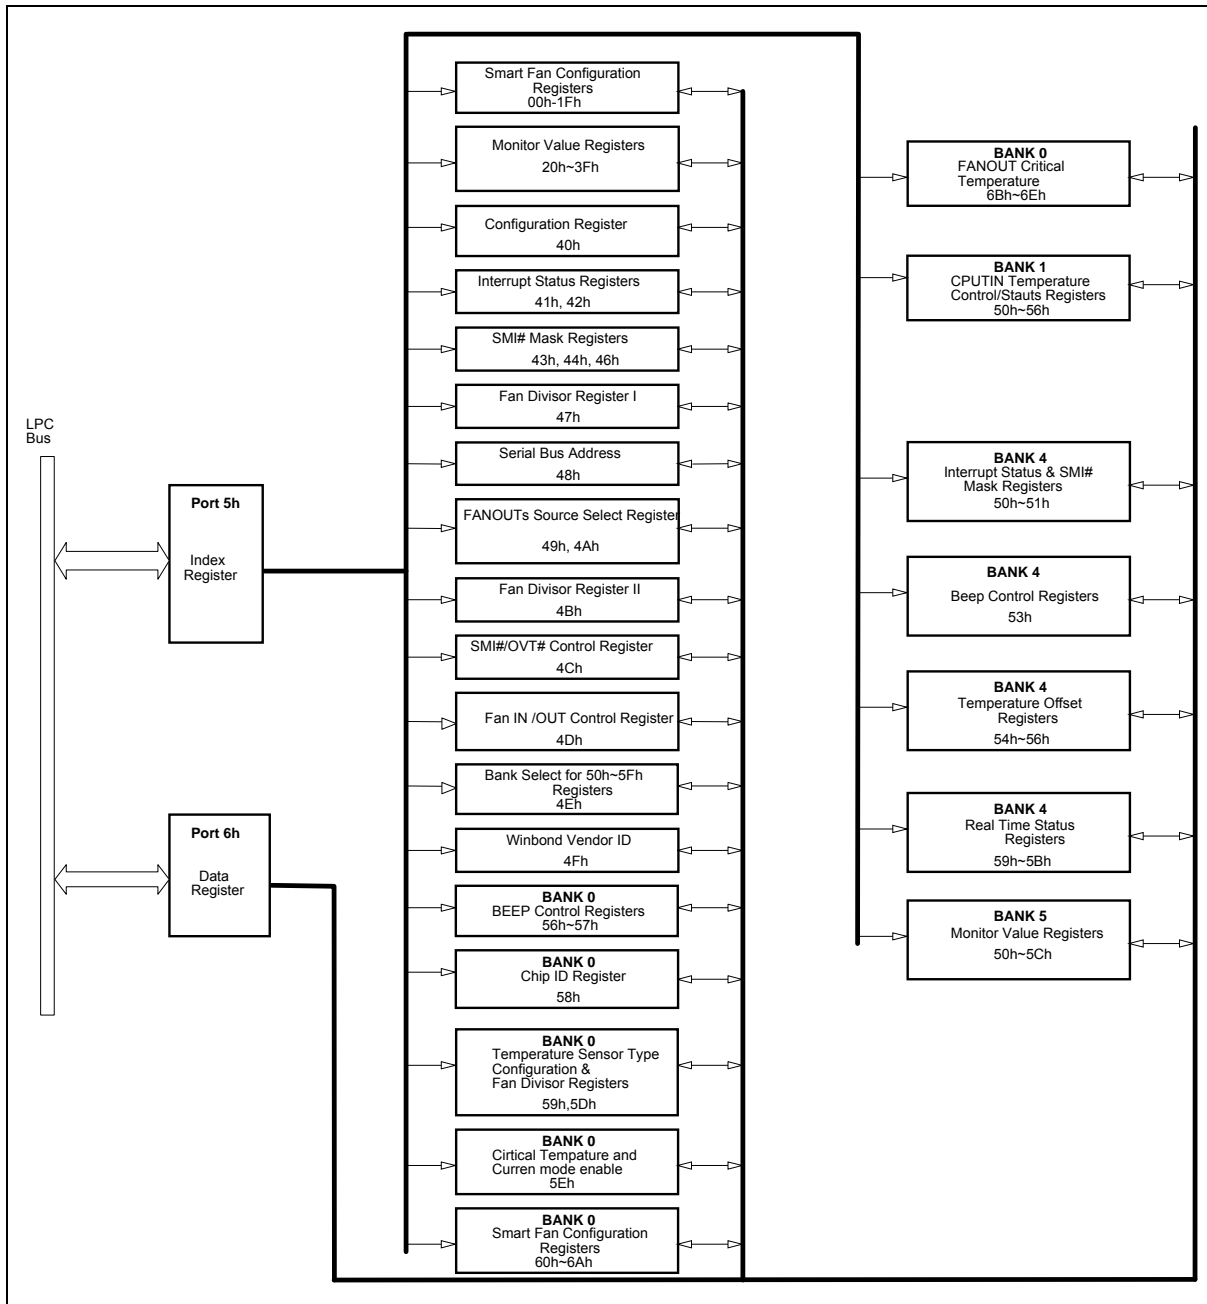 LPC
Bus
Port 5h
Index
Register
Port 6h
Data
Register
Smart Fan Configuration
Registers
00h-1Fh
Monitor Value Registers
20h~3Fh
Configuration Register
40h
Interrupt Status Registers
41h, 42h
SMI# Mask Registers
43h, 44h, 46h
Fan Divisor Register I
47h
Serial Bus Address
48h
FANOUTs Source Select Register
49h, 4Ah
Fan Divisor Register II
4Bh
SMI#/OVT# Control Register
4Ch
Fan IN /OUT Control Register
4Dh
Bank Select for 50h~5Fh
Registers
4Eh
Winbond Vendor ID
4Fh
BANK 0
BEEP Control Registers
56h~57h
BANK 0
Chip ID Register
58h
BANK 0
Temperature Sensor Type
Configuration &
Fan Divisor Registers
59h,5Dh
BANK 0
Cirtical Tempature and
Curren mode enable
5Eh
BANK 0
Smart Fan Configuration
Registers
60h~6Ah
BANK 0
FANOUT Critical
Temperature
6Bh~6Eh
BANK 1
CPUTIN Temperature
Control/Stauts Registers
50h~56h
BANK 4
Interrupt Status & SMI#
Mask Registers
50h~51h
BANK 4
Beep Control Registers
53h
BANK 4
Temperature Offset
Registers
54h~56h
BANK 4
Real Time Status
Registers
59h~5Bh
BANK 5
Monitor Value Registers
50h~5Ch